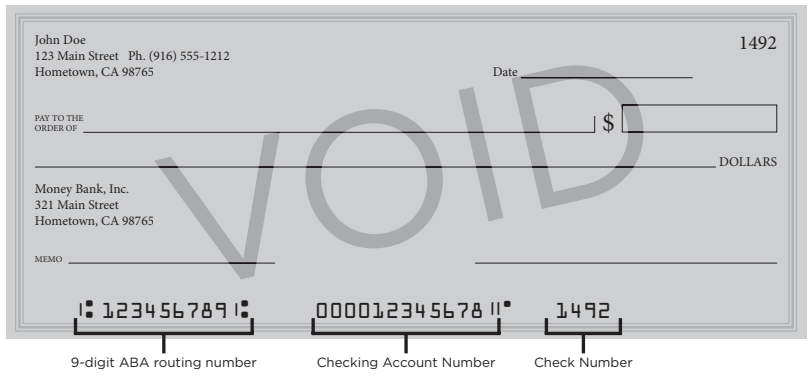 John Doe
123 Main Street Ph. (916) 555-1212
Hometown, CA 98765
1492
Date
PAY TO THE
ORDER OF
$
DOLLARS
VOID
Money Bank, Inc.
321 Main Street
Hometown, CA 98765
MEMO
⑆123456789⑆ 000012345678⑈ 1492
9-digit ABA routing number Checking Account Number Check Number